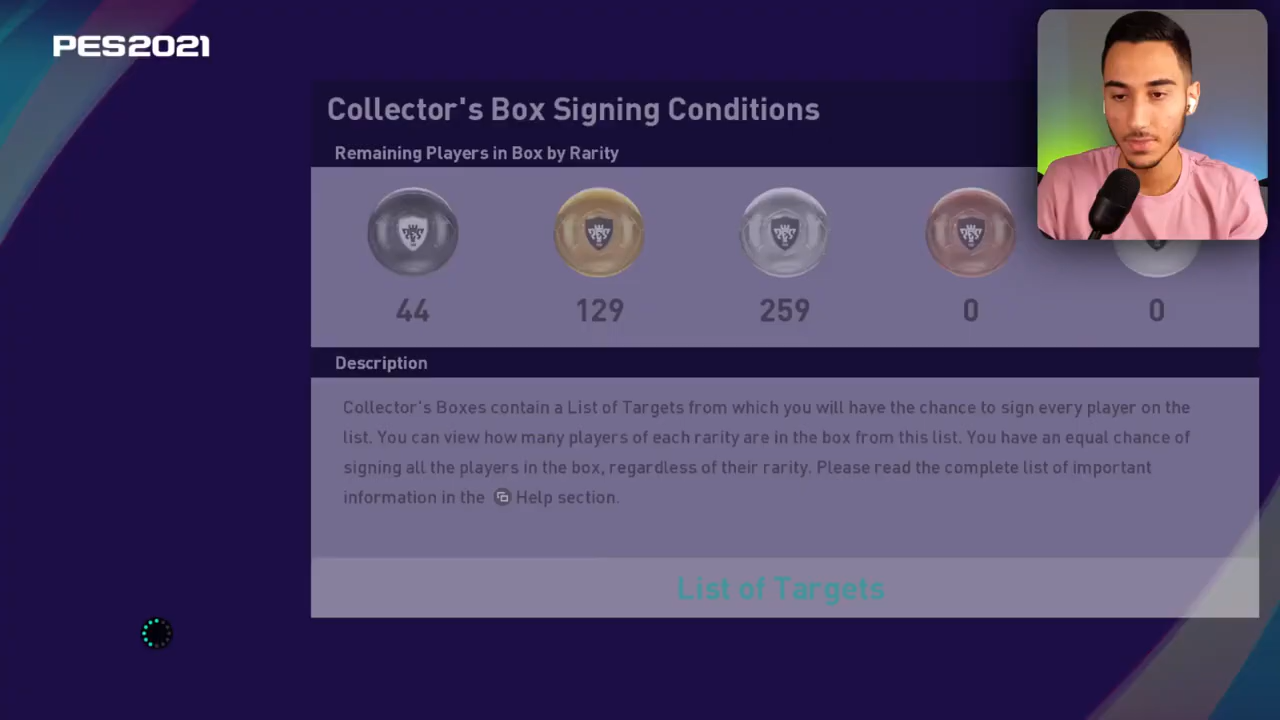 PES2021
Collector's Box Signing Conditions
Remaining Players in Box by Rarity
44 129 259 0 0
Description
Collector's Boxes contain a List of Targets from which you will have the chance to sign every player on the
list. You can view how many players of each rarity are in the box from this list. You have an equal chance of
signing all the players in the box, regardless of their rarity. Please read the complete list of important
information in the Help section.
List of Targets